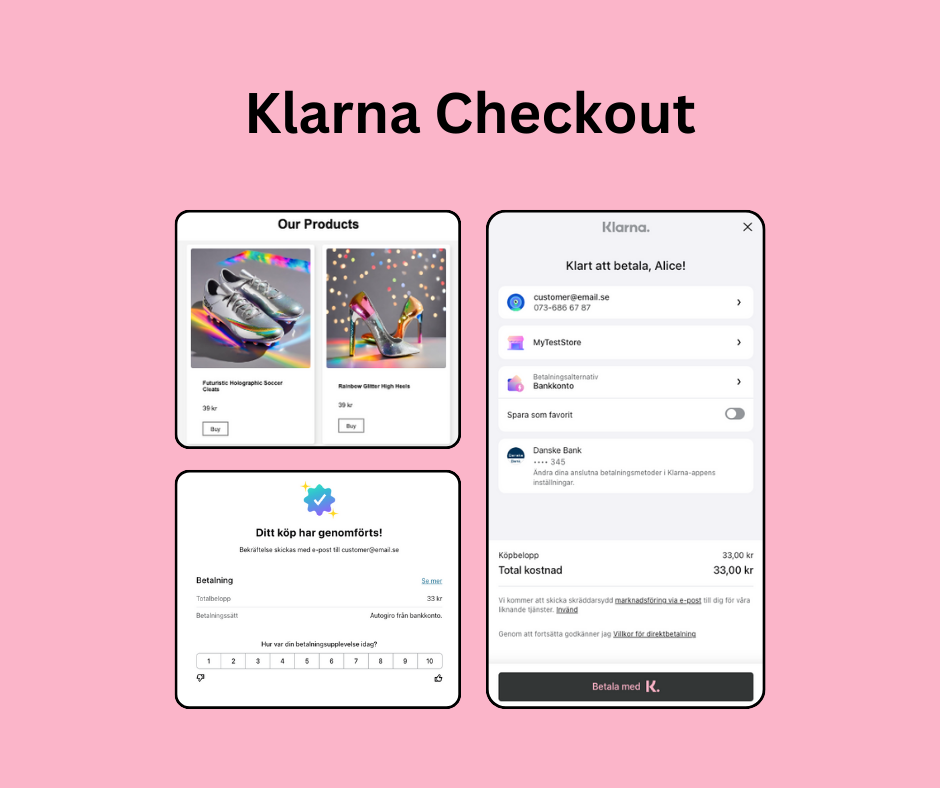 Klarna Checkout
Our Products
Futuristic Holographic Soccer
Cleats
39 kr
Buy
Rainbow Glitter High Heels
39 kr
Buy
Ditt köp har genomförts!
Bekräftelse skickas med e-post till customer@email.se
Betalning Se mer
Totalbelopp 33 kr
Betalningssätt Autogiro från bankkonto.
Hur var din betalningsupplevelse idag?
1 2 3 4 5 6 7 8 9 10
Klarna.
Klart att betala, Alice!
customer@email.se
073-686 67 87
MyTestStore
Betalningsalternativ
Bankkonto
Spara som favorit
Danske Bank
•••• 345
Ändra dina anslutna betalningsmetoder i Klarna-appens
inställningar.
Köpbelopp 33,00 kr
Total kostnad 33,00 kr
Vi kommer att skicka skräddarsydd marknadsföring via e-post till dig för våra
liknande tjänster. Invänd
Genom att fortsätta godkänner jag Villkor för direktbetalning
Betala med K.